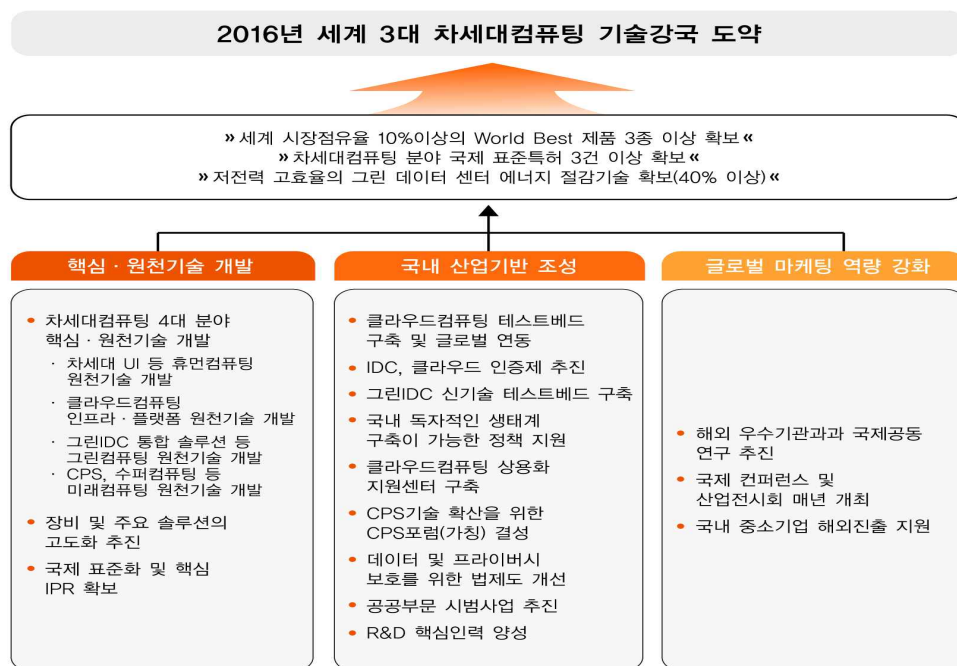 2016년 세계 3대 차세대컴퓨팅 기술강국 도약
» 세계 시장점유율 10%이상의 World Best 제품 3종 이상 확보 «
» 차세대컴퓨팅 분야 국제 표준특허 3건 이상 확보 «
» 저전력 고효율의 그린 데이터 센터 에너지 절감기술 확보(40% 이상) «
핵심 · 원천기술 개발
• 차세대컴퓨팅 4대 분야
핵심 · 원천기술 개발
· 차세대 UI 등 휴먼컴퓨팅
원천기술 개발
· 클라우드컴퓨팅
인프라 · 플랫폼 원천기술 개발
· 그린IDC 통합 솔루션 등
그린컴퓨팅 원천기술 개발
· CPS, 수퍼컴퓨팅 등
미래컴퓨팅 원천기술 개발
• 장비 및 주요 솔루션의
고도화 추진
• 국제 표준화 및 핵심
IPR 확보
국내 산업기반 조성
• 클라우드컴퓨팅 테스트베드
구축 및 글로벌 연동
• IDC, 클라우드 인증제 추진
• 그린IDC 신기술 테스트베드 구축
• 국내 독자적인 생태계
구축이 가능한 정책 지원
• 클라우드컴퓨팅 상용화
지원센터 구축
• CPS기술 확산을 위한
CPS포럼(가칭) 결성
• 데이터 및 프라이버시
보호를 위한 법제도 개선
• 공공부문 시범사업 추진
• R&D 핵심인력 양성
글로벌 마케팅 역량 강화
• 해외 우수기관과과 국제공동
연구 추진
• 국제 컨퍼런스 및
산업전시회 매년 개최
• 국내 중소기업 해외진출 지원